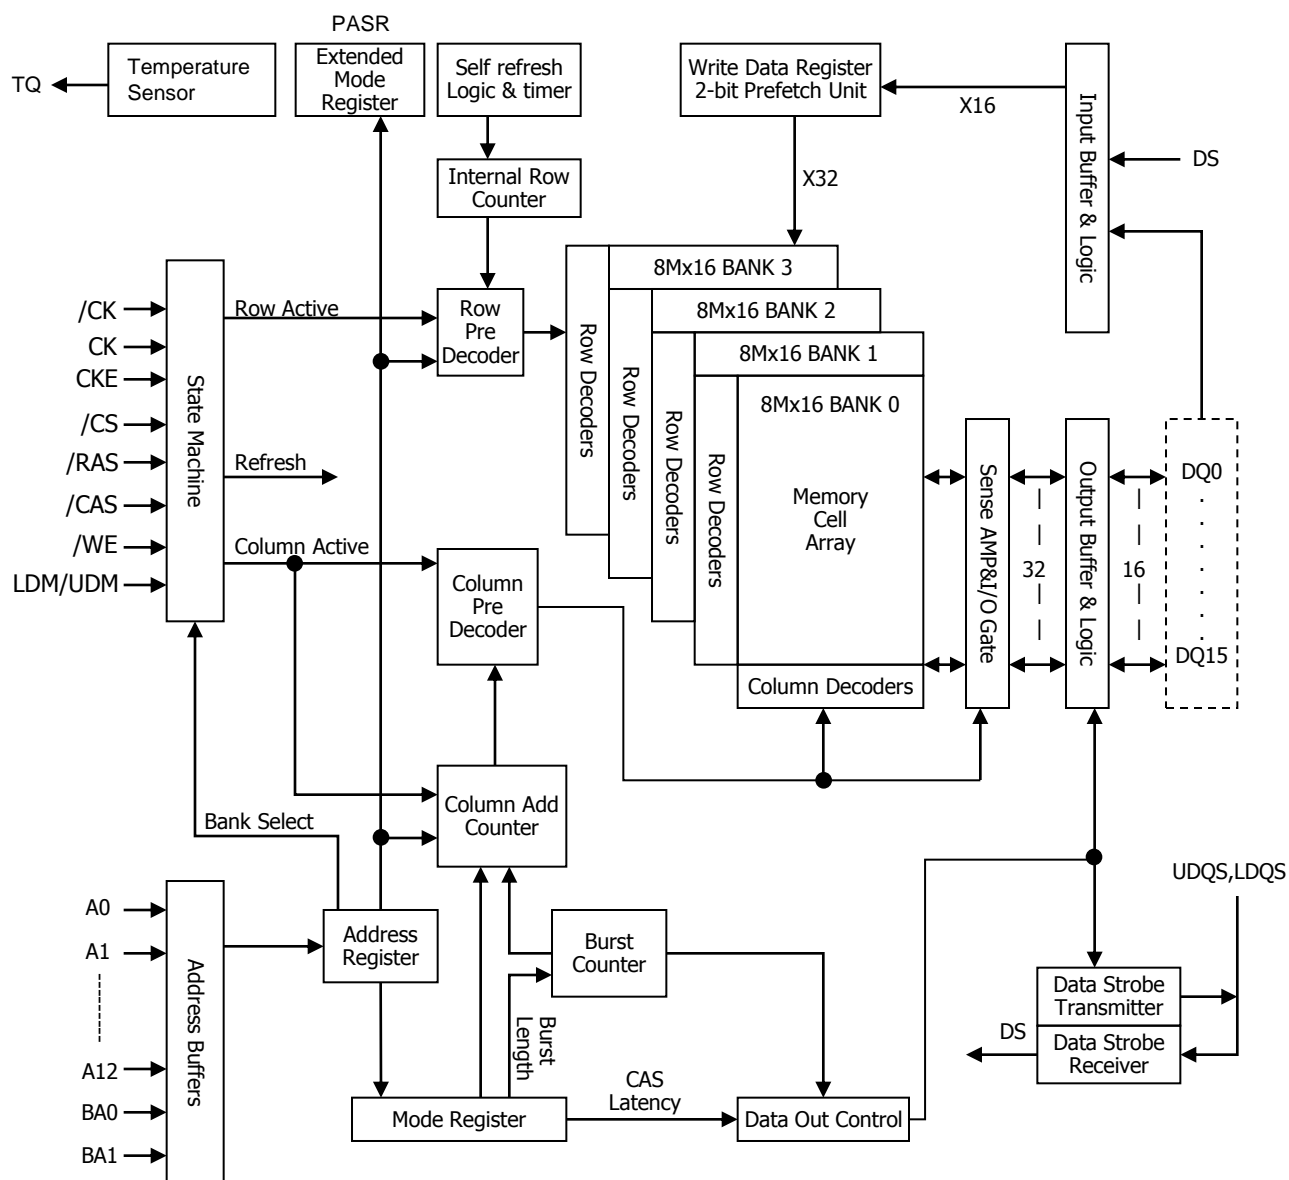 PASR
TQ
Temperature
Sensor
Extended
Mode
Register
Self refresh
Logic & timer
Write Data Register
2-bit Prefetch Unit
X16
Input Buffer & Logic
DS
Internal Row
Counter
X32
8Mx16 BANK 3
8Mx16 BANK 2
8Mx16 BANK 1
8Mx16 BANK 0
Row Decoders
Row Decoders
Row Decoders
Row Decoders
Memory
Cell
Array
Column Decoders
/CK
CK
CKE
/CS
/RAS
/CAS
/WE
LDM/UDM
State Machine
Row Active
Refresh
Column Active
Row
Pre
Decoder
Column
Pre
Decoder
Sense AMP&I/O Gate
32
Output Buffer & Logic
16
DQ0
DQ15
Bank Select
Column Add
Counter
UDQS,LDQS
A0
A1
A12
BA0
BA1
Address Buffers
Address
Register
Burst
Counter
Burst
Length
Data Strobe
Transmitter
Data Strobe
Receiver
DS
Mode Register
CAS
Latency
Data Out Control